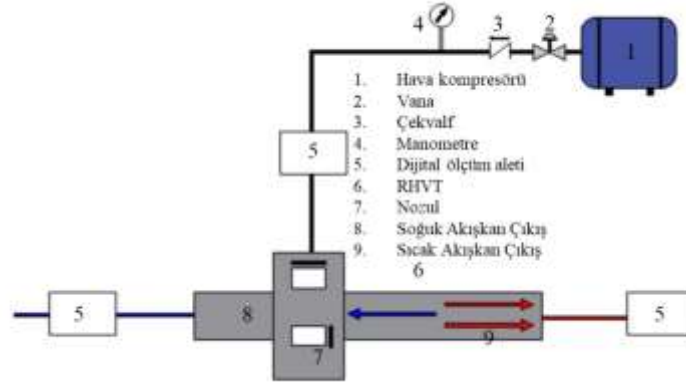 4 3 2 1
1. Hava kompresörü
2. Vana
3. Çekvalf
4. Manometre
5. Dijital ölçüm aleti
6. RHVT
7. Nozul
8. Soğuk Akışkan Çıkış
9. Sıcak Akışkan Çıkış
5
6
5 8 5
7 9